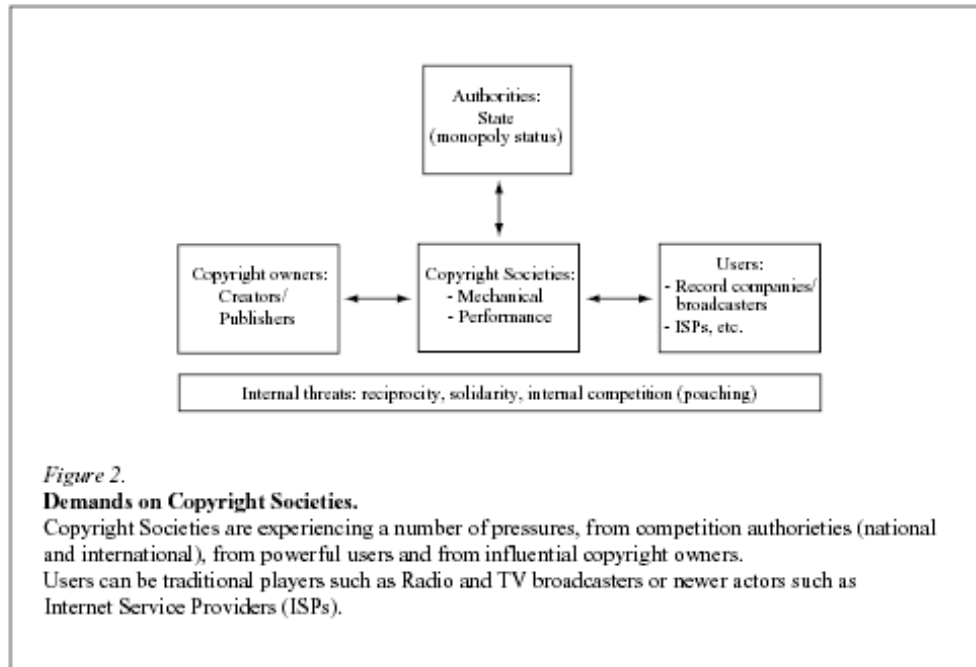 Authorities:
State
(monopoly status)
Copyright owners:
Creators/
Publishers
Copyright Societies:
- Mechanical
- Performance
Users:
- Record companies/
broadcasters
- ISPs, etc.
Internal threats: reciprocity, solidarity, internal competition (poaching)
Figure 2.
Demands on Copyright Societies.
Copyright Societies are experiencing a number of pressures, from competition authorieties (national
and international), from powerful users and from influential copyright owners.
Users can be traditional players such as Radio and TV broadcasters or newer actors such as
Internet Service Providers (ISPs).